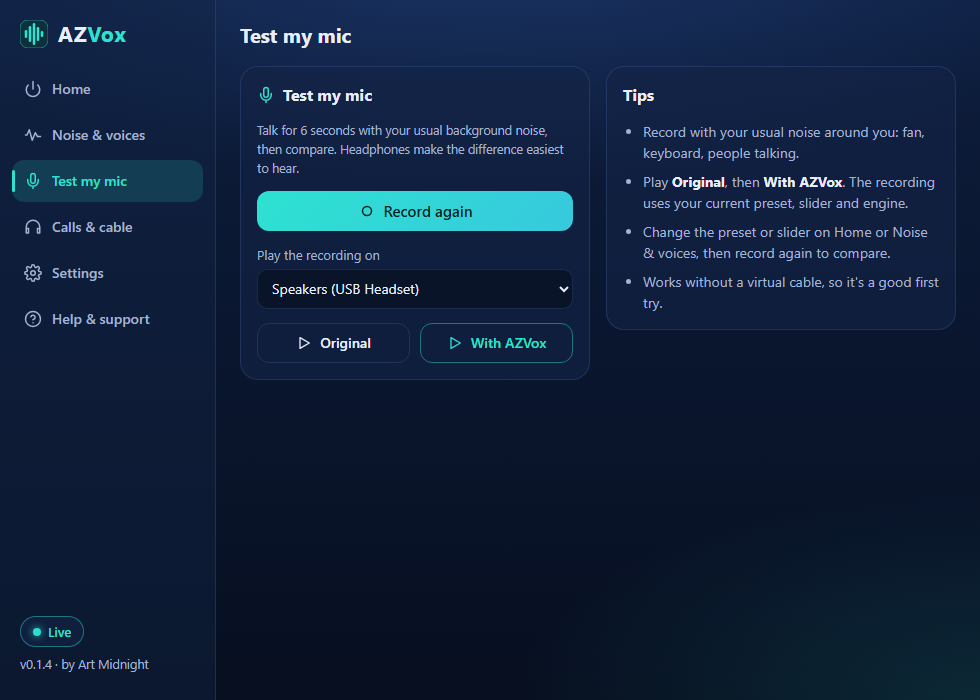 AZVox
Home
Noise & voices
Test my mic
Calls & cable
Settings
Help & support
Live
v0.1.4 · by Art Midnight
Test my mic
Test my mic
Talk for 6 seconds with your usual background noise,
then compare. Headphones make the difference easiest
to hear.
Record again
Play the recording on
Speakers (USB Headset)
Original
With AZVox
Tips
Record with your usual noise around you: fan,
keyboard, people talking.
Play Original, then With AZVox. The recording
uses your current preset, slider and engine.
Change the preset or slider on Home or Noise
& voices, then record again to compare.
Works without a virtual cable, so it's a good first
try.